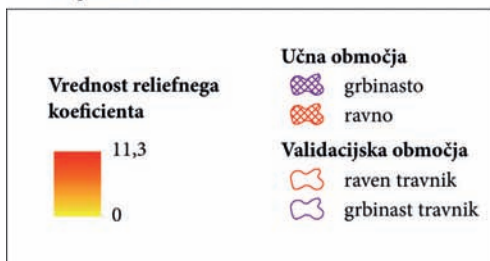 Vrednost reliefnega
koeficienta
11,3
0
Učna območja
grbinasto
ravno
Validacijska območja
raven travnik
grbinast travnik